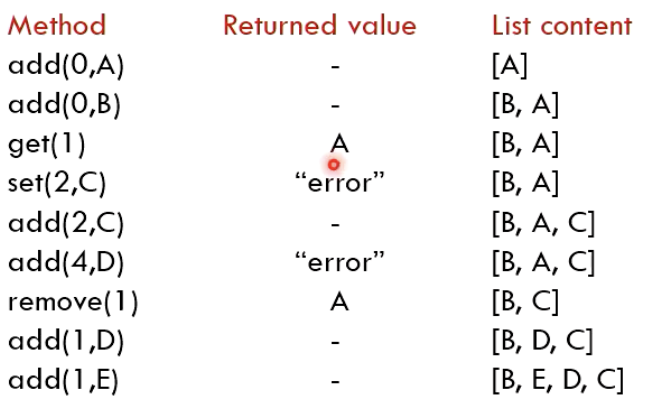 Method Returned value List content
add(0,A) - [A]
add(0,B) - [B, A]
get(1) A [B, A]
set(2,C) “error” [B, A]
add(2,C) - [B, A, C]
add(4,D) “error” [B, A, C]
remove(1) A [B, C]
add(1,D) - [B, D, C]
add(1,E) - [B, E, D, C]